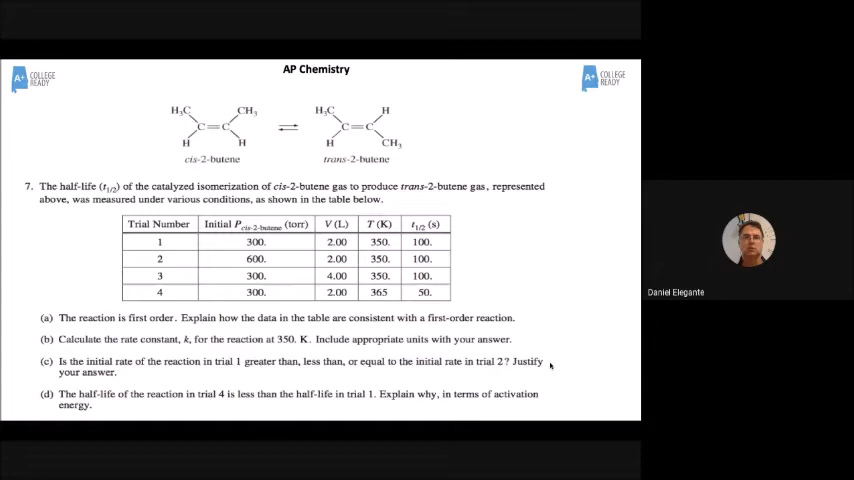 AP Chemistry
A+ COLLEGE READY
A+ COLLEGE READY
H₃C CH₃ H₃C H
C=C ⇌ C=C
H H H CH₃
cis-2-butene trans-2-butene
7. The half-life (t1/2) of the catalyzed isomerization of cis-2-butene gas to produce trans-2-butene gas, represented
above, was measured under various conditions, as shown in the table below.
Trial Number Initial Pcis-2-butene (torr) V (L) T (K) t1/2 (s)
1 300. 2.00 350. 100.
2 600. 2.00 350. 100.
3 300. 4.00 350. 100.
4 300. 2.00 365 50.
(a) The reaction is first order. Explain how the data in the table are consistent with a first-order reaction.
(b) Calculate the rate constant, k, for the reaction at 350. K. Include appropriate units with your answer.
(c) Is the initial rate of the reaction in trial 1 greater than, less than, or equal to the initial rate in trial 2? Justify
your answer.
(d) The half-life of the reaction in trial 4 is less than the half-life in trial 1. Explain why, in terms of activation
energy.
Daniel Elegante